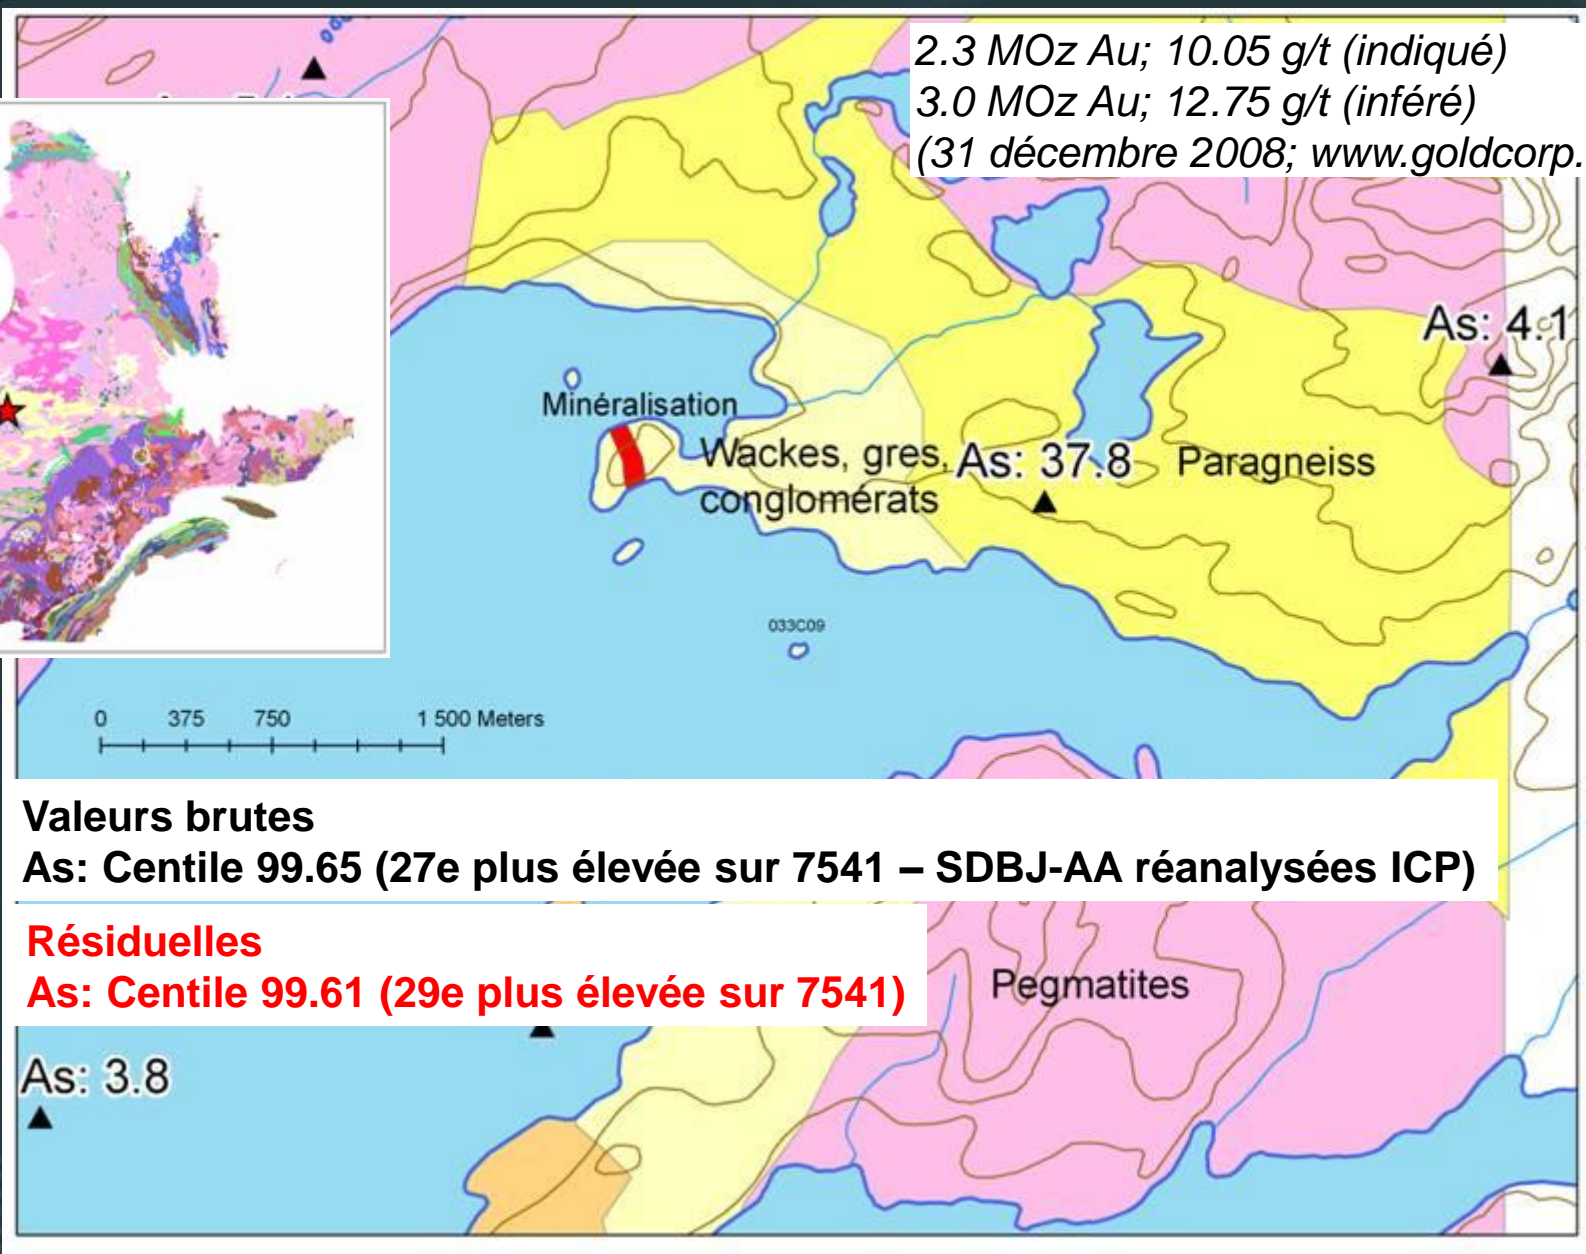 2.3 MOz Au; 10.05 g/t (indiqué)
3.0 MOz Au; 12.75 g/t (inféré)
(31 décembre 2008; www.goldcorp.
As: 4.1
Minéralisation
Wackes, gres,
conglomérats
As: 37.8
Paragneiss
033C09
0 375 750 1 500 Meters
Valeurs brutes
As: Centile 99.65 (27e plus élevée sur 7541 – SDBJ-AA réanalysées ICP)
Résiduelles
As: Centile 99.61 (29e plus élevée sur 7541)
Pegmatites
As: 3.8